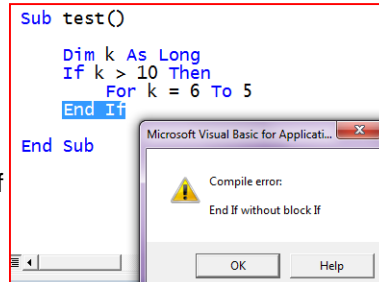 Sub test()
Dim k As Long
If k > 10 Then
For k = 6 To 5
End If
End Sub
f
Microsoft Visual Basic for Applicati...
Compile error:
End If without block If
OK
Help